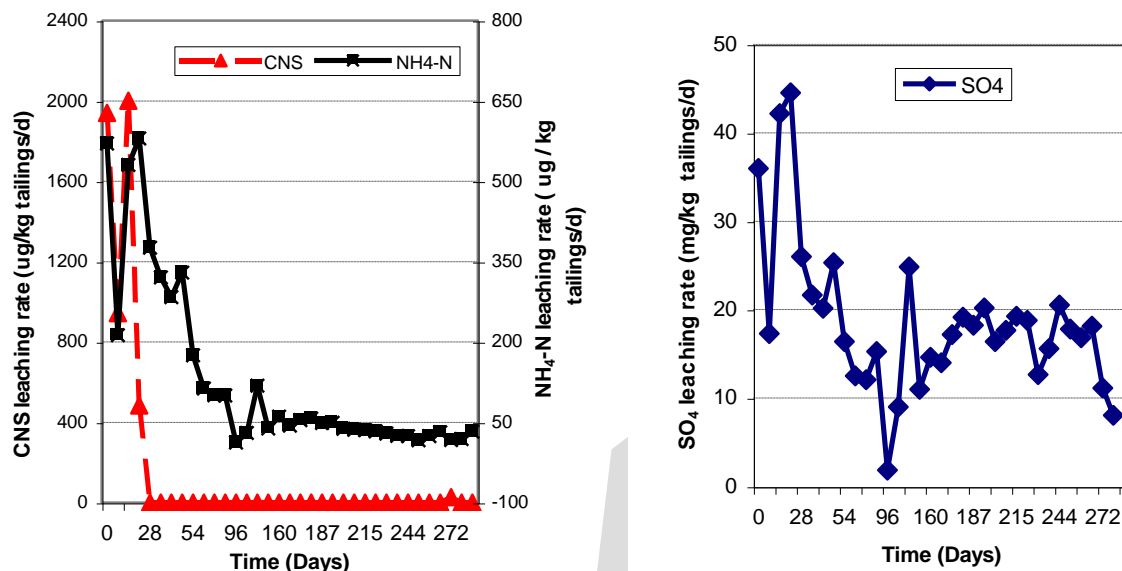 2400
2000
1600
1200
800
400
0
CNS leaching rate (ug/kg tailings/d)
CNS NH4-N
800
650
500
350
200
50
-100
NH₄-N leaching rate ( ug / kg
tailings/d)
0 28 54 96 160 187 215 244 272
Time (Days)
50
40
30
20
10
0
SO₄ leaching rate (mg/kg tailings/d)
SO4
0 28 54 96 160 187 215 244 272
Time (Days)